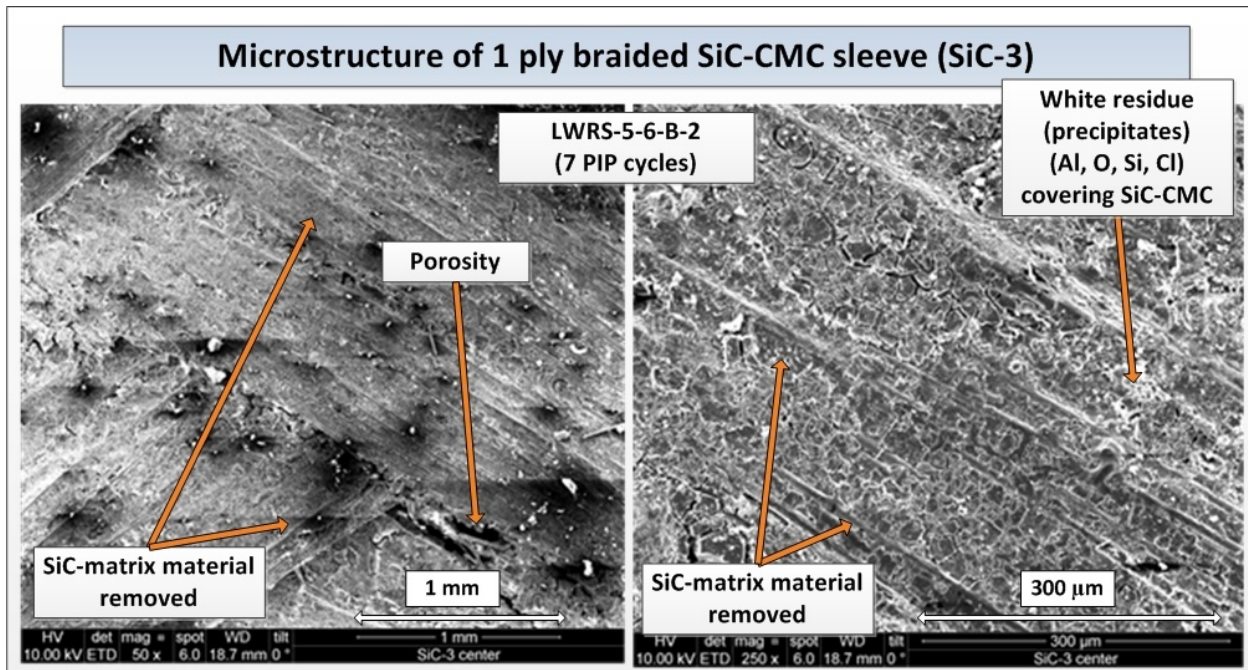 Microstructure of 1 ply braided SiC-CMC sleeve (SiC-3)
LWRS-5-6-B-2
(7 PIP cycles)
White residue
(precipitates)
(Al, O, Si, Cl)
covering SiC-CMC
Porosity
SiC-matrix material
removed
1 mm
SiC-matrix material
removed
300 μm
HV det mag = spot WD tilt 1 mm
10.00 kV ETD 50 x 6.0 18.7 mm 0 ° SiC-3 center
HV det mag = spot WD tilt 300 μm
10.00 kV ETD 250 x 6.0 18.7 mm 0 ° SiC-3 center